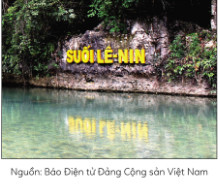 SUỐI LÊ-NIN
Nguồn: Báo Điện tử Đảng Cộng sản Việt Nam